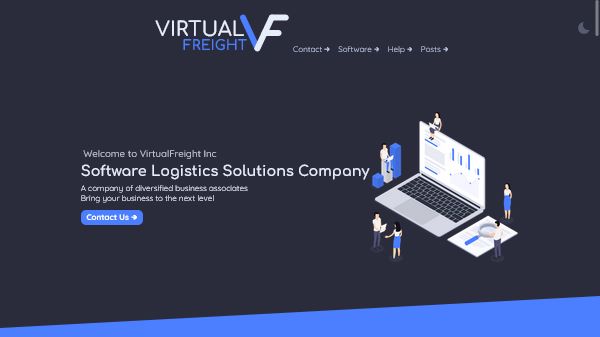 VIRTUAL
FREIGHT
VF
Contact → Software → Help → Posts →
Welcome to VirtualFreight Inc
Software Logistics Solutions Company
A company of diversified business associates
Bring your business to the next level
Contact Us →